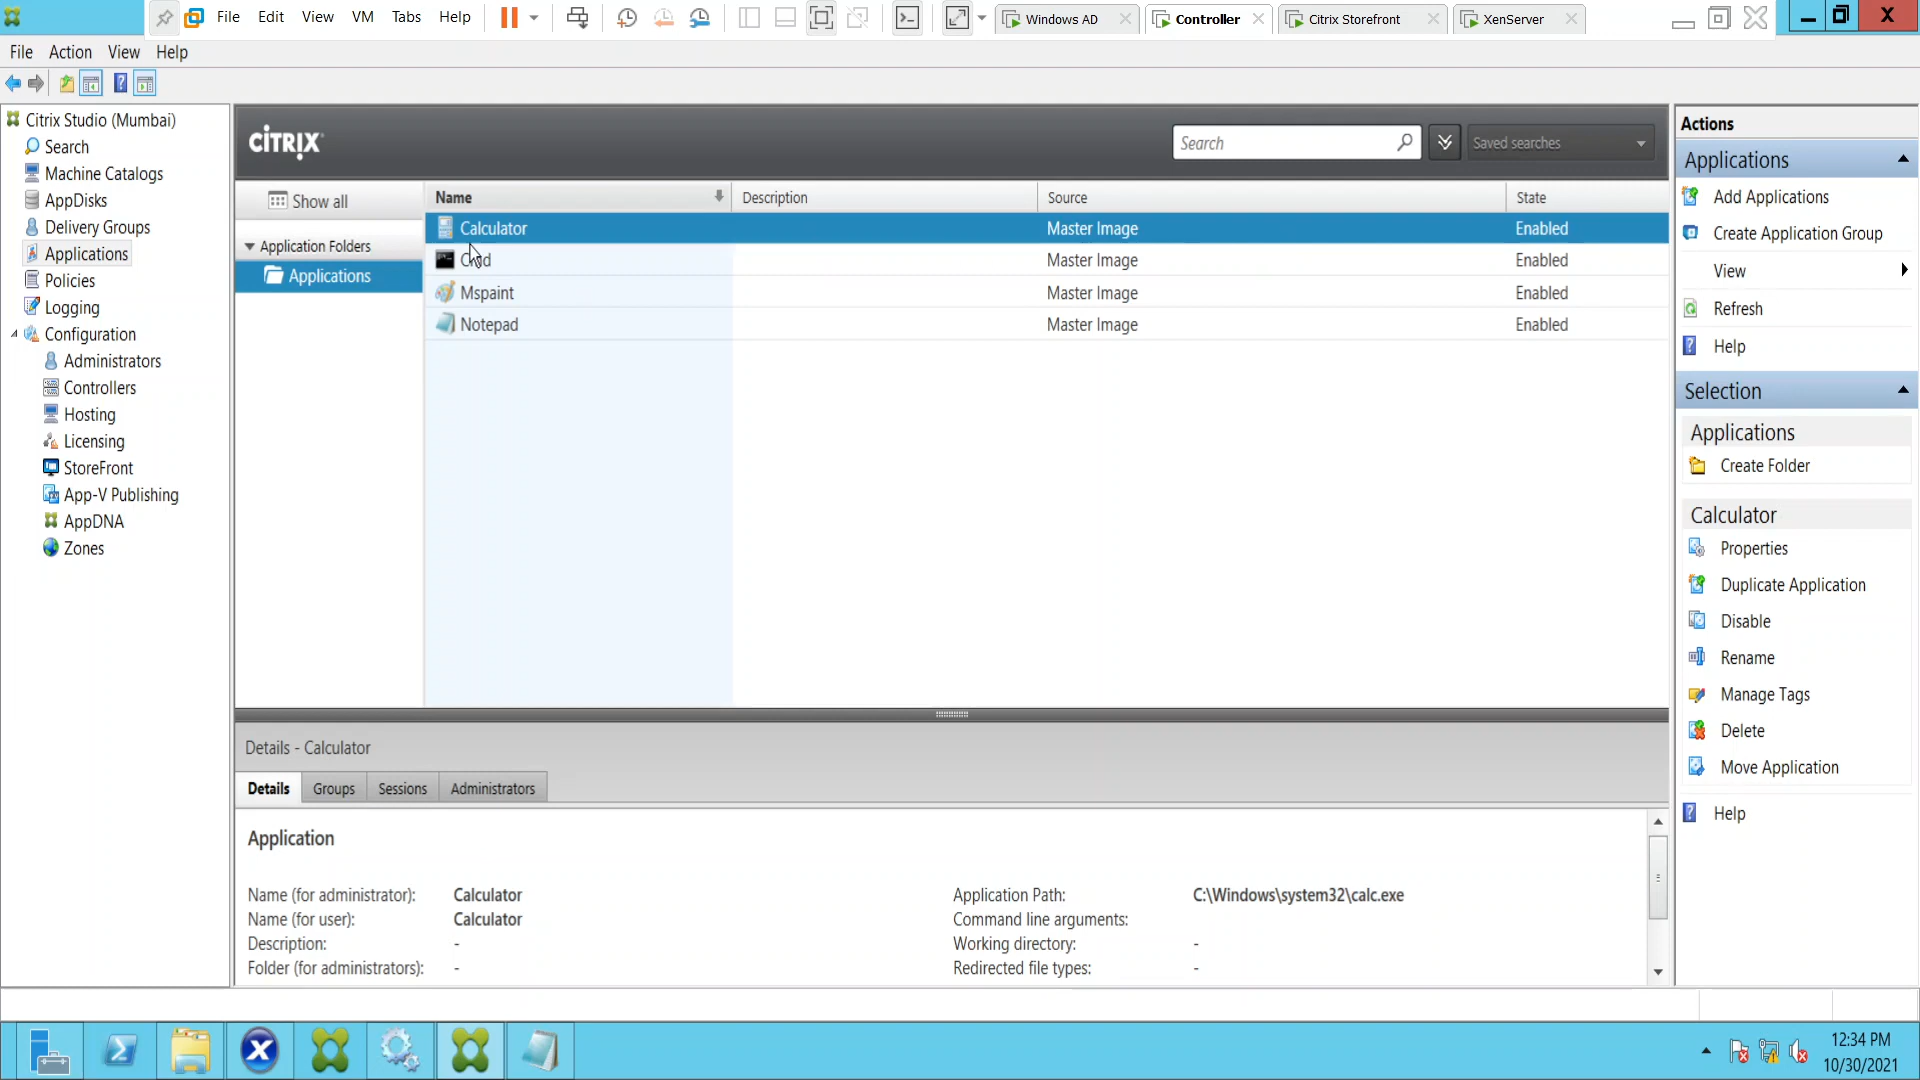 File Edit View VM Tabs Help
Windows AD
Controller
Citrix Storefront
XenServer
File Action View Help
Citrix Studio (Mumbai)
Search
Machine Catalogs
AppDisks
Delivery Groups
Applications
Policies
Logging
Configuration
Administrators
Controllers
Hosting
Licensing
StoreFront
App-V Publishing
AppDNA
Zones
CITRIX
Search
Saved searches
Show all
Application Folders
Applications
Name Description Source State
Calculator Master Image Enabled
Cmd Master Image Enabled
Mspaint Master Image Enabled
Notepad Master Image Enabled
Details - Calculator
Details Groups Sessions Administrators
Application
Name (for administrator): Calculator
Name (for user): Calculator
Description: -
Folder (for administrators): -
Application Path: C:\Windows\system32\calc.exe
Command line arguments:
Working directory: -
Redirected file types: -
Actions
Applications
Add Applications
Create Application Group
View
Refresh
Help
Selection
Applications
Create Folder
Calculator
Properties
Duplicate Application
Disable
Rename
Manage Tags
Delete
Move Application
Help
12:34 PM
10/30/2021